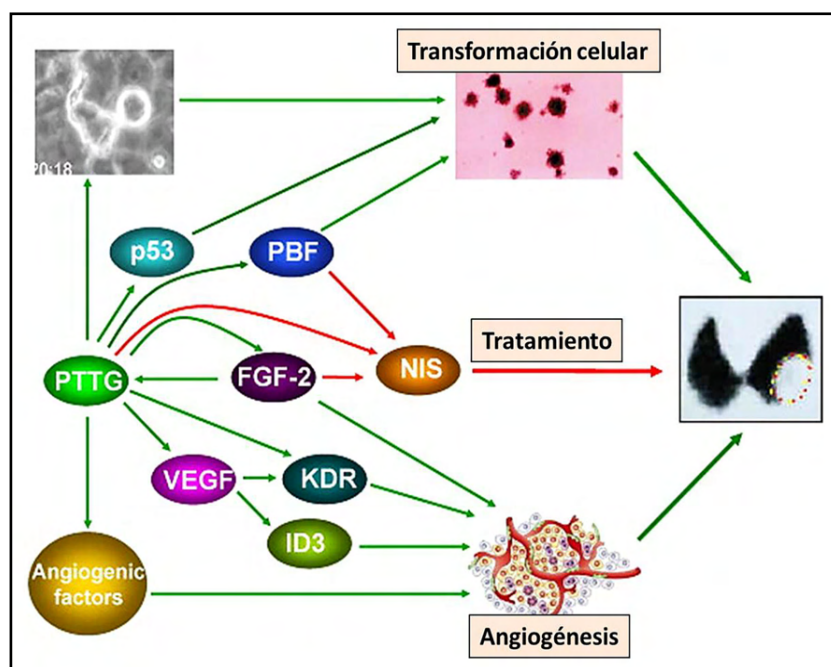 Transformación celular
20:18
p53
PBF
Tratamiento
PTTG
FGF-2
NIS
VEGF
KDR
ID3
Angiogenic
factors
Angiogénesis